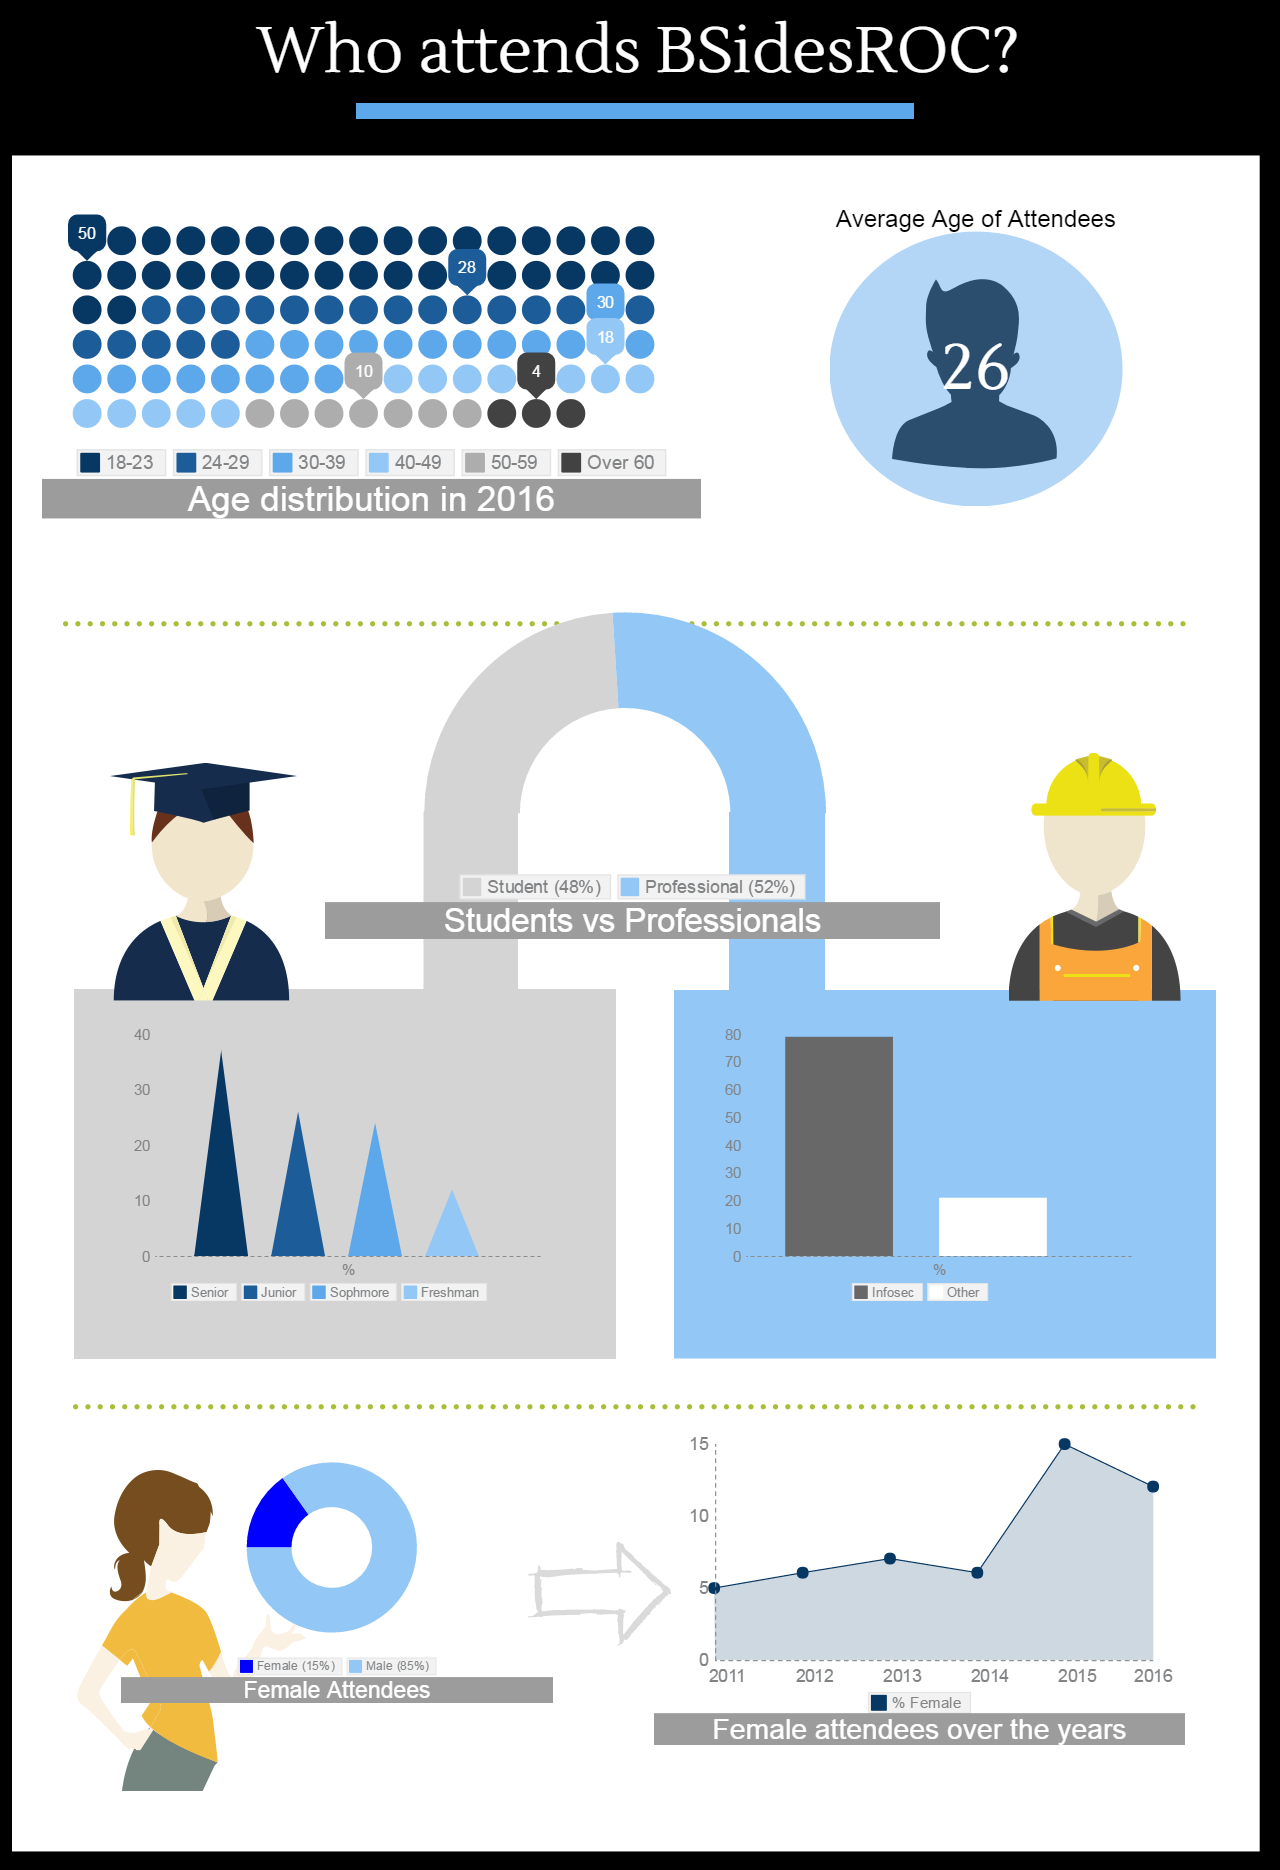 Who attends BSidesROC?
50
28
30
18
10
4
18-23 24-29 30-39 40-49 50-59 Over 60
Age distribution in 2016
Average Age of Attendees
26
Student (48%) Professional (52%)
Students vs Professionals
40
30
20
10
0
%
Senior Junior Sophmore Freshman
80
70
60
50
40
30
20
10
0
%
Infosec Other
Female (15%) Male (85%)
Female Attendees
15
10
5
0
2011 2012 2013 2014 2015 2016
% Female
Female attendees over the years